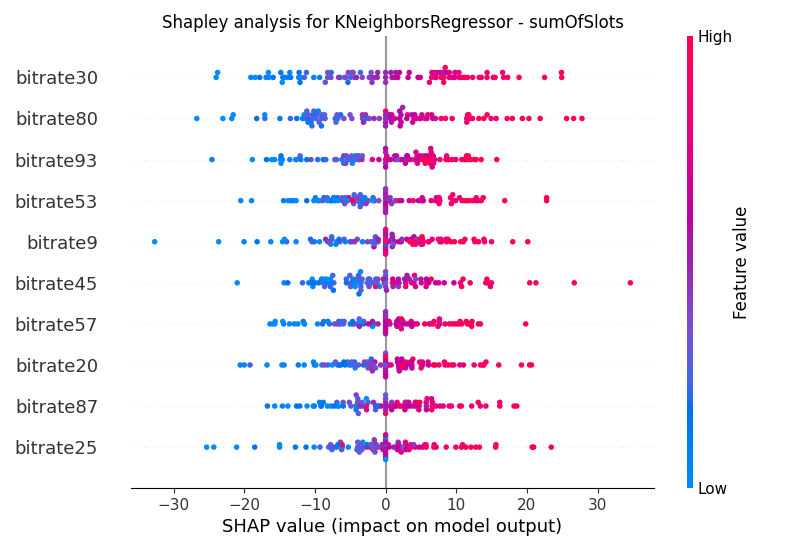 Shapley analysis for KNeighborsRegressor - sumOfSlots
High
bitrate30
bitrate80
bitrate93
bitrate53
bitrate9
bitrate45
bitrate57
bitrate20
bitrate87
bitrate25
Feature value
Low
−30 −20 −10 0 10 20 30
SHAP value (impact on model output)